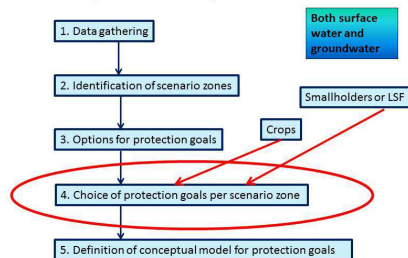 1. Data gathering
Both surface
water and
groundwater
2. Identification of scenario zones
Smallholders or LSF
Crops
3. Options for protection goals
4. Choice of protection goals per scenario zone
5. Definition of conceptual model for protection goals